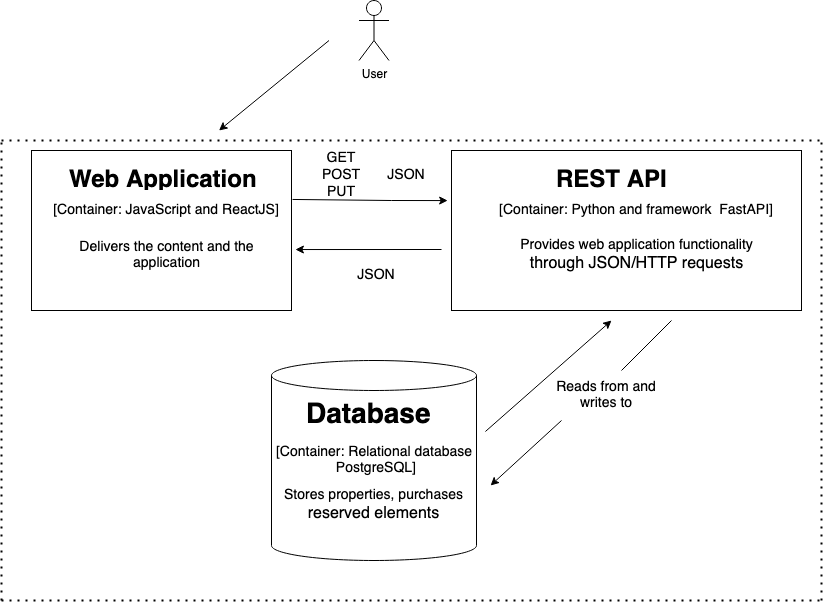 User
GET
POST
PUT
JSON
Web Application
[Container: JavaScript and ReactJS]
Delivers the content and the
application
REST API
[Container: Python and framework  FastAPI]
Provides web application functionality
through JSON/HTTP requests
JSON
Reads from and
writes to
Database
[Container: Relational database
PostgreSQL]
Stores properties, purchases
reserved elements